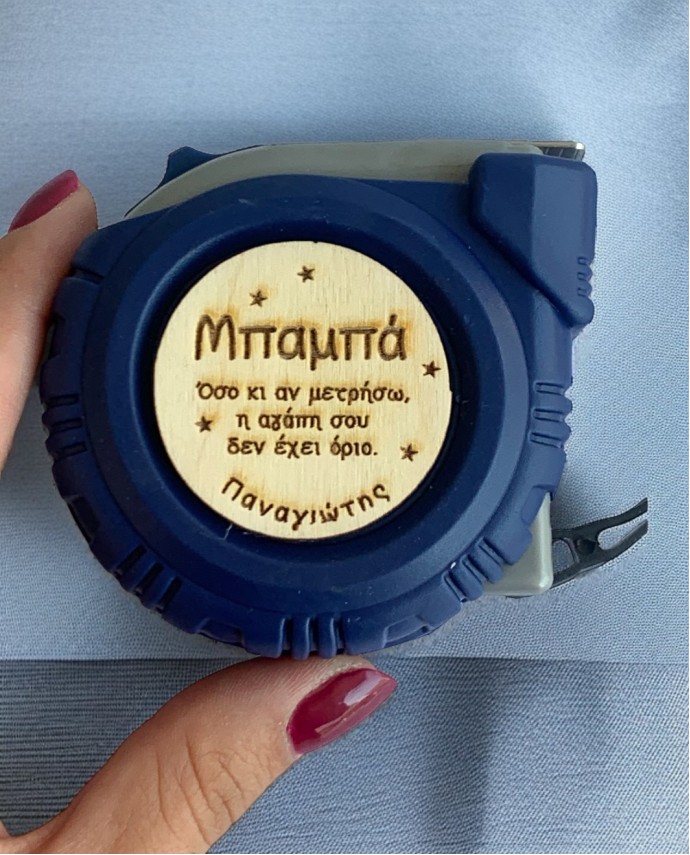 Μπαμπά
Όσο κι αν μετρήσω,
η αγάπη σου
δεν έχει όριο.
Παναγιώτης